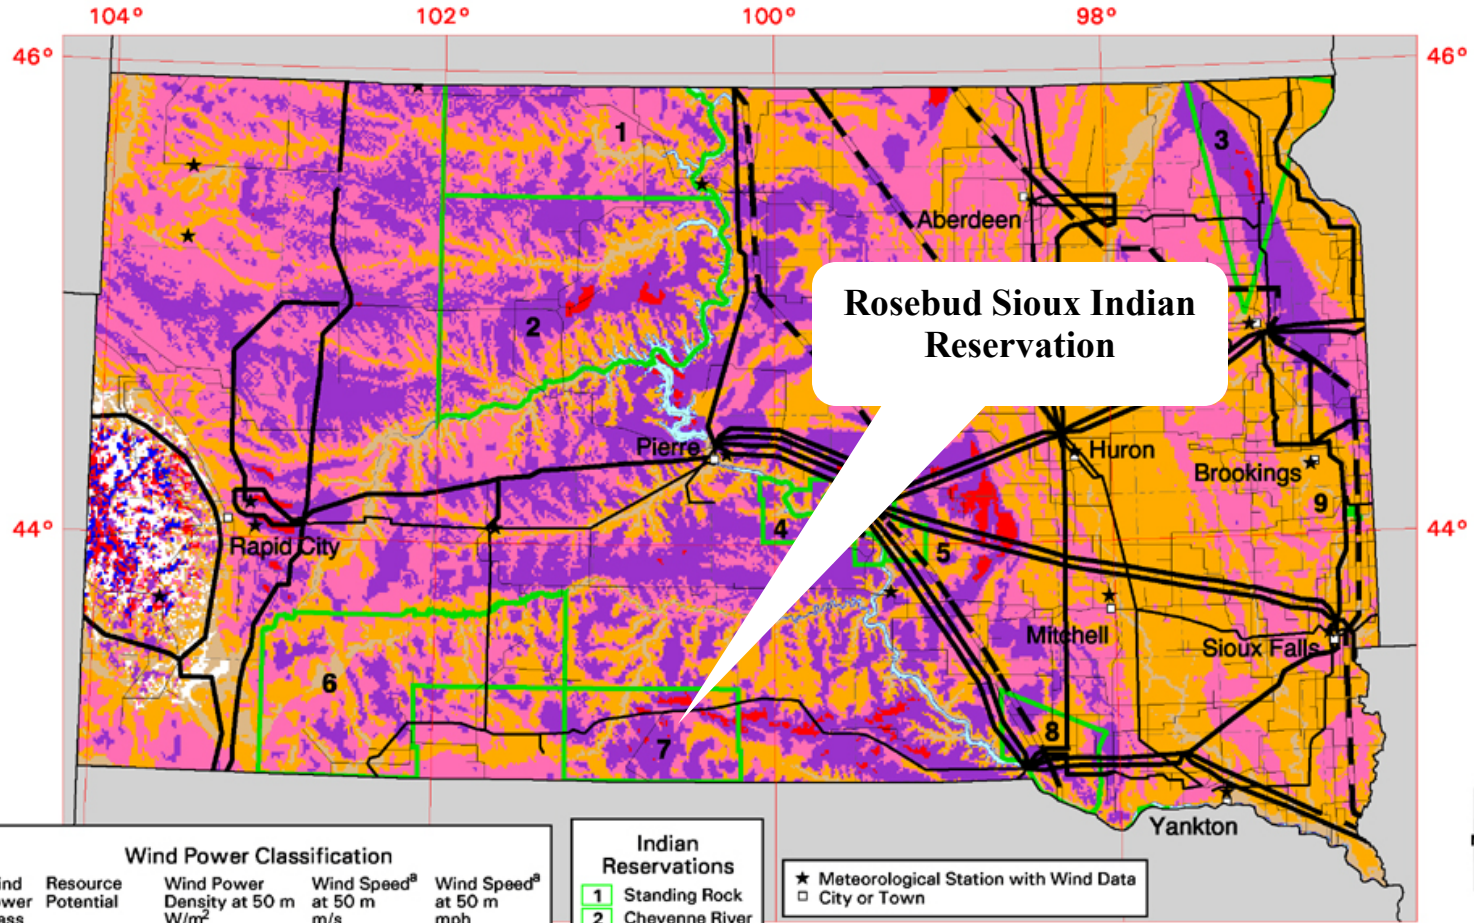 104° 102° 100° 98°
46° 46°
1
3
Aberdeen
Rosebud Sioux Indian
Reservation
2
Pierre
Huron
Brookings
9
44° 44°
4
5
Rapid City
Mitchell
Sioux Falls
6
7
8
Yankton
Wind Power Classification
Resource
Potential
Wind Power
Density at 50 m
W/m²
Wind Speedª
at 50 m
m/s
Wind Speedª
at 50 m
mph
Indian
Reservations
1 Standing Rock
2 Cheyenne River
★ Meteorological Station with Wind Data
□ City or Town